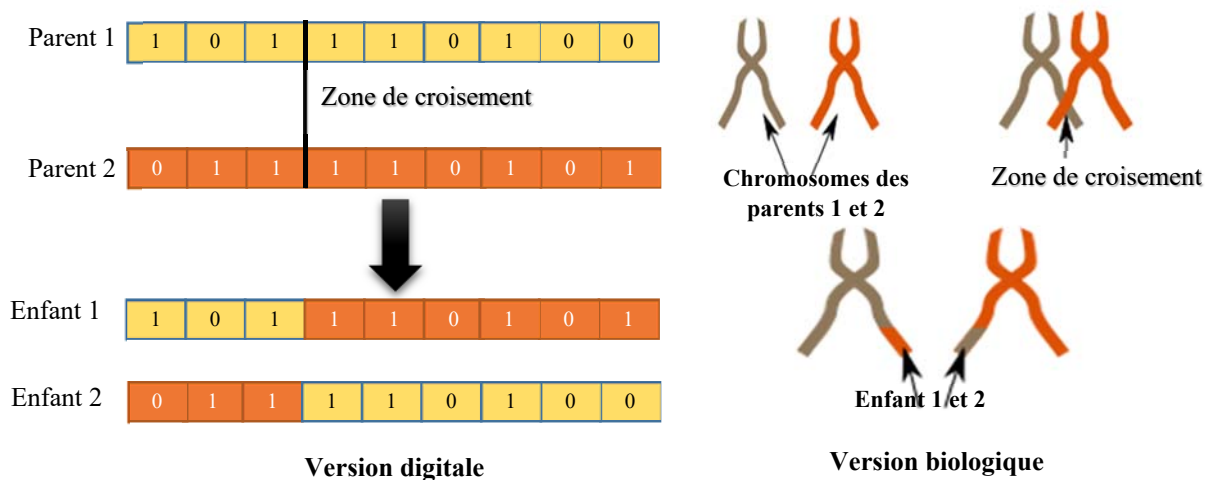 Parent 1 1 0 1 1 1 0 1 0 0
Zone de croisement
Parent 2 0 1 1 1 1 0 1 0 1
Enfant 1 1 0 1 1 1 0 1 0 1
Enfant 2 0 1 1 1 1 0 1 0 0
Version digitale
Chromosomes des
parents 1 et 2
Zone de croisement
Enfant 1 et 2
Version biologique